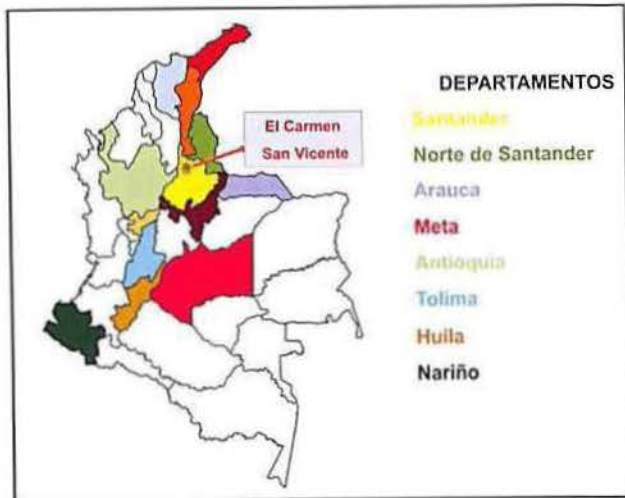 DEPARTAMENTOS
El Carmen
San Vicente
Santander
Norte de Santander
Arauca
Meta
Antioquia
Tolima
Huila
Nariño